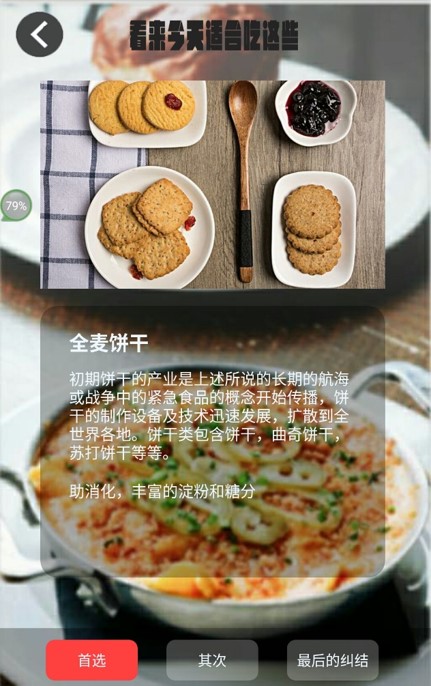 看来今天适合吃这些
79%
全麦饼干
初期饼干的产业是上述所说的长期的航海
或战争中的紧急食品的概念开始传播，饼
干的制作设备及技术迅速发展，扩散到全
世界各地。饼干类包含饼干，曲奇饼干，
苏打饼干等等。
助消化，丰富的淀粉和糖分
首选
其次
最后的纠结